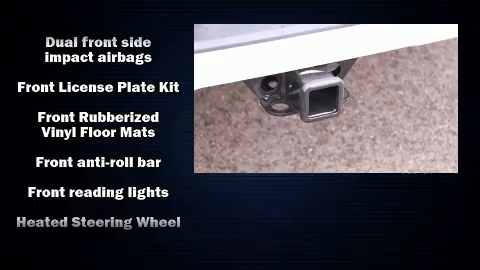 Dual front side
impact airbags
Front License Plate Kit
Front Rubberized
Vinyl Floor Mats
Front anti-roll bar
Front reading lights
Heated Steering Wheel